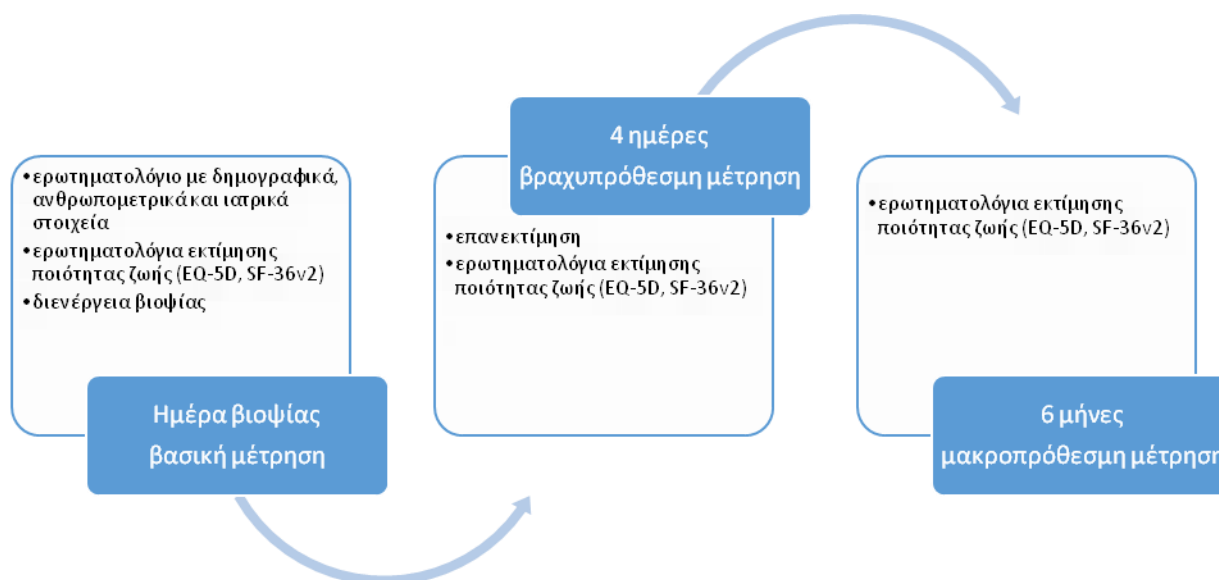 •ερωτηματολόγιο με δημογραφικά,
ανθρωπομετρικά και ιατρικά
στοιχεία
•ερωτηματολόγια εκτίμησης
ποιότητας ζωής (EQ-5D, SF-36v2)
•διενέργεια βιοψίας
Ημέρα βιοψίας
βασική μέτρηση
4 ημέρες
βραχυπρόθεσμη μέτρηση
•επανεκτίμηση
•ερωτηματολόγια εκτίμησης
ποιότητας ζωής (EQ-5D, SF-36v2)
•ερωτηματολόγια εκτίμησης
ποιότητας ζωής (EQ-5D, SF-36v2)
6 μήνες
μακροπρόθεσμη μέτρηση